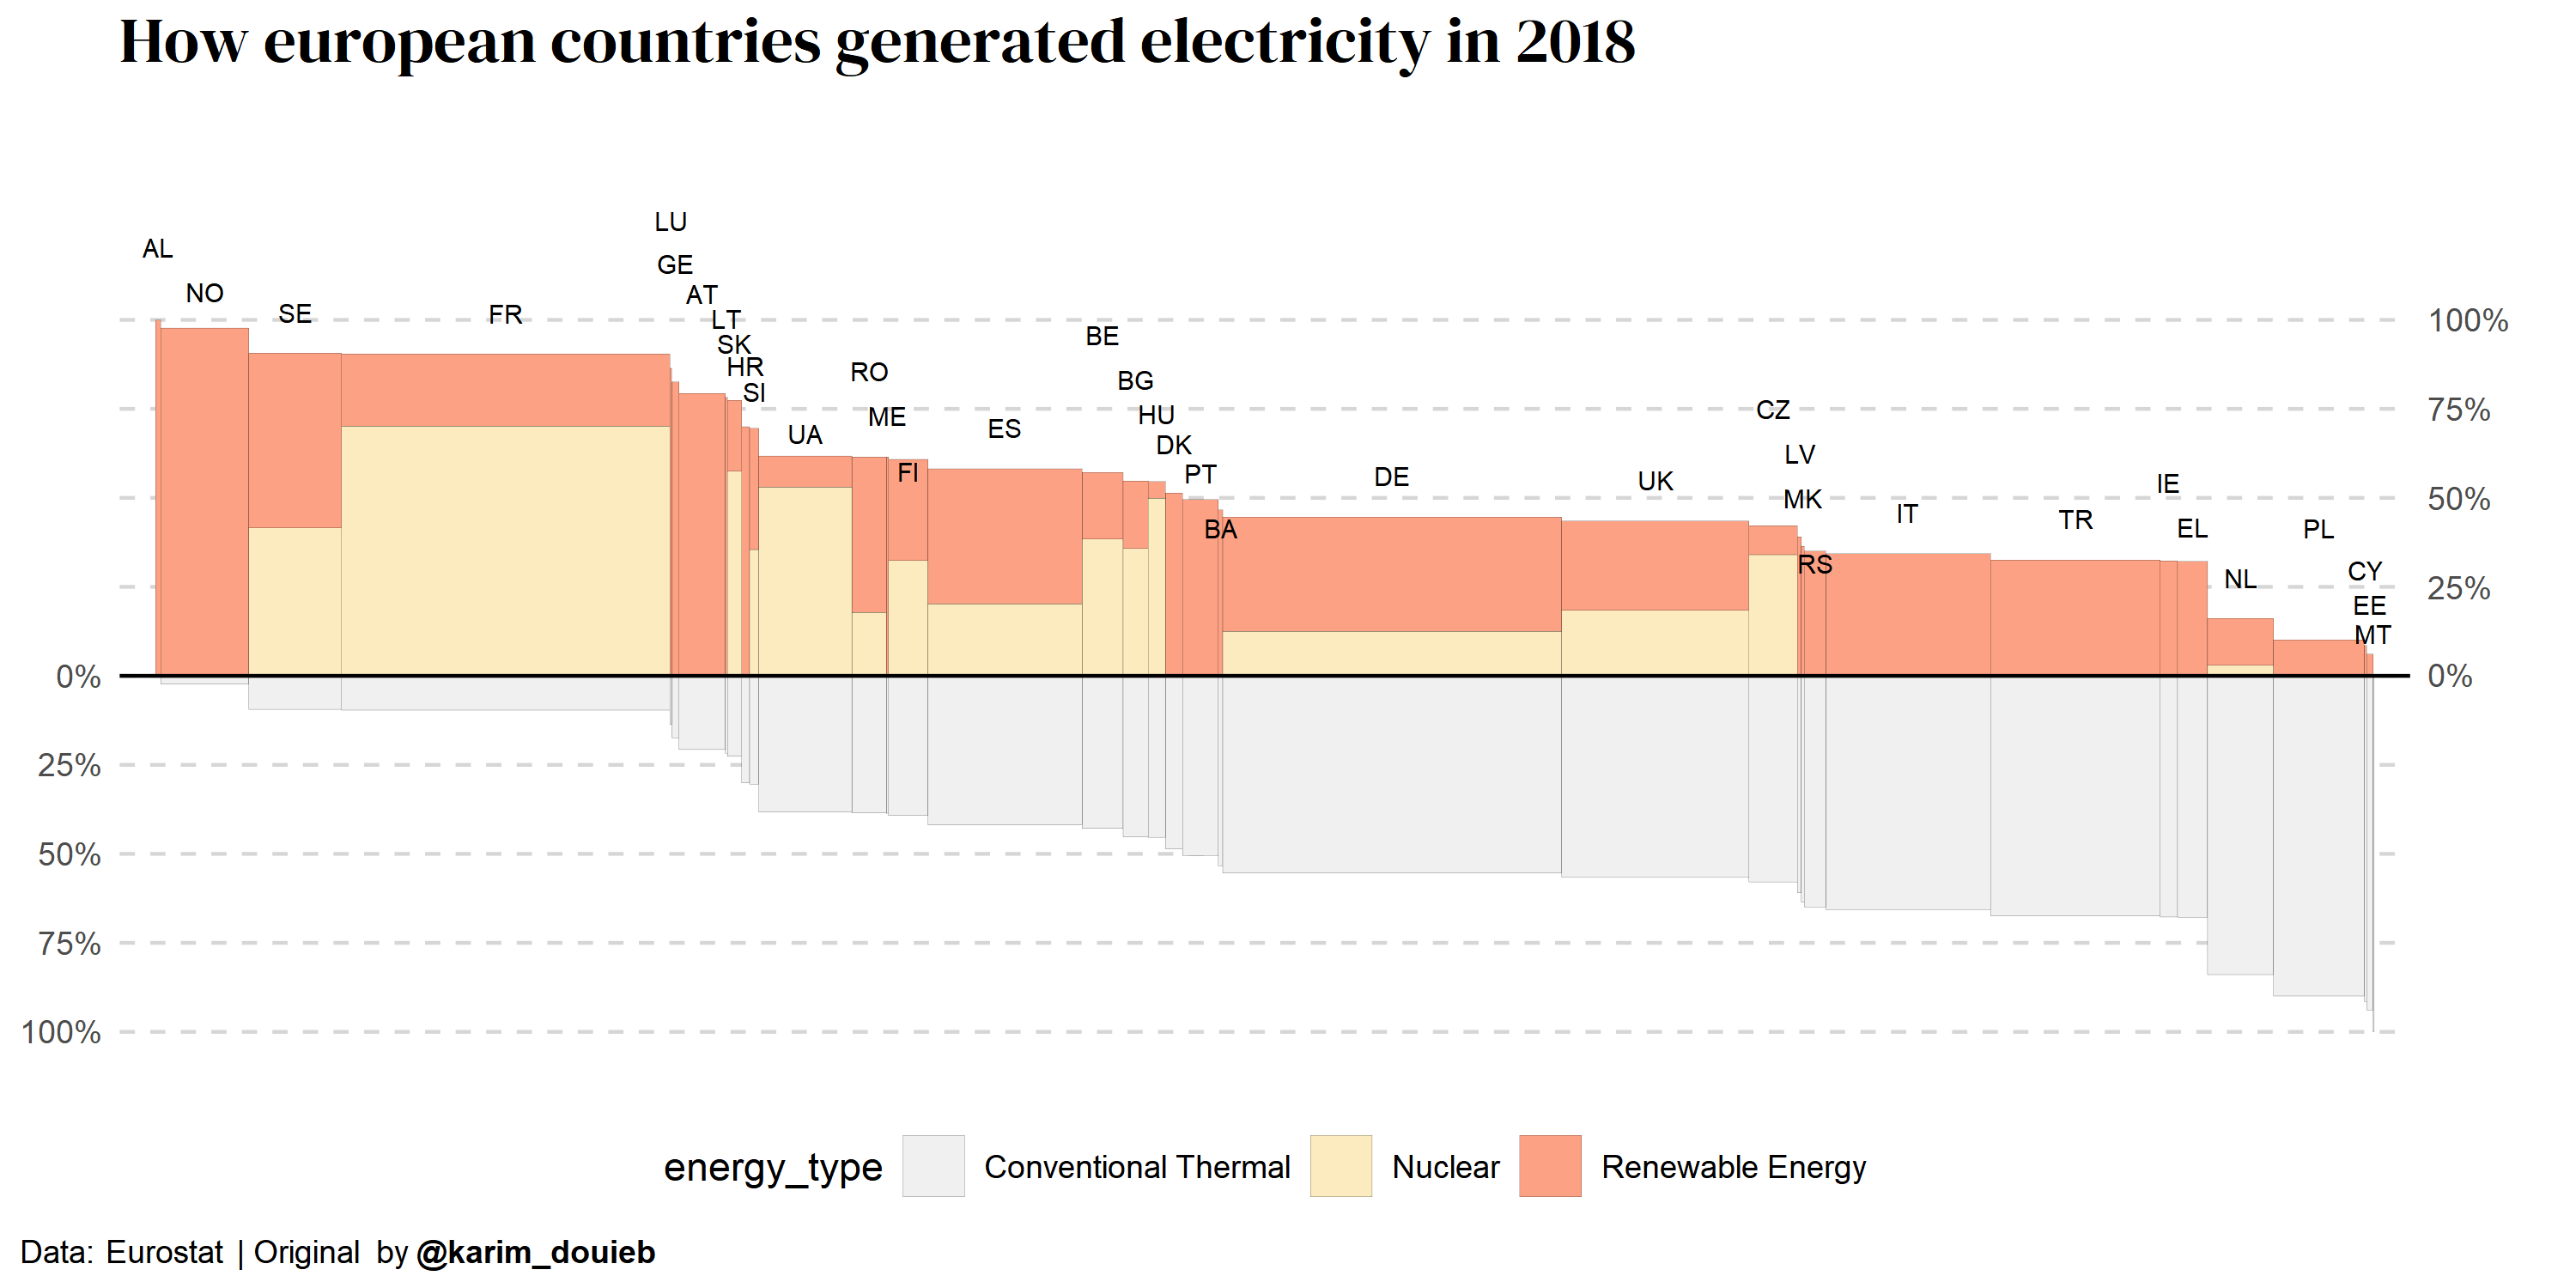 How european countries generated electricity in 2018
LU
AL
GE
NO
AT
SE
FR
LT
100%
BE
SK
HR
RO
BG
SI
75%
CZ
HU
ME
ES
UA
DK
LV
FI
PT
DE
UK
IE
50%
MK
IT
TR
BA
EL
PL
RS
CY
NL
25%
EE
MT
0%
0%
25%
50%
75%
100%
energy_type Conventional Thermal Nuclear Renewable Energy
Data: Eurostat | Original by @karim_douieb